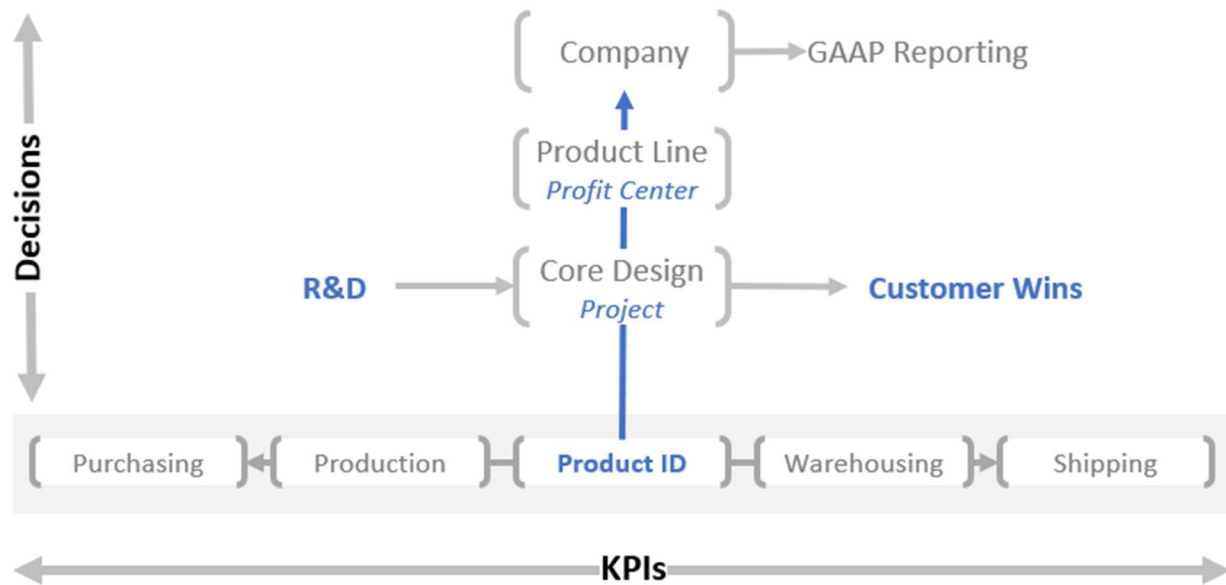 Company
GAAP Reporting
Product Line
Profit Center
Decisions
R&D
Core Design
Project
Customer Wins
Purchasing
Production
Product ID
Warehousing
Shipping
KPIs